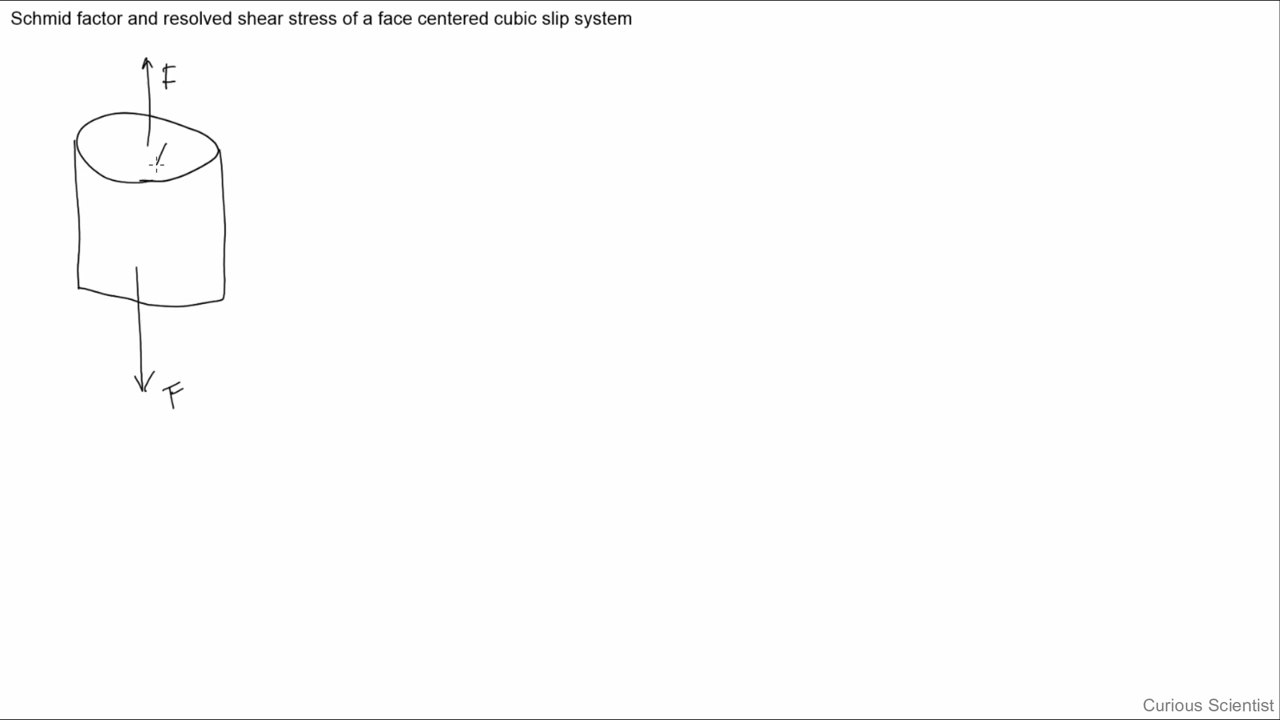 Schmid factor and resolved shear stress of a face centered cubic slip system
F
F
Curious Scientist